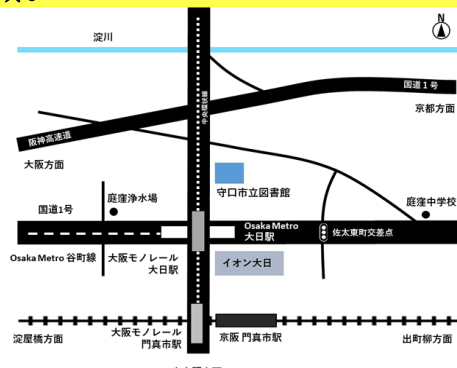 N
淀川
国道1号
中央環状線
京都方面
阪神高速道
大阪方面
守口市立図書館
庭窪中学校
庭窪浄水場
国道1号
Osaka Metro
大日駅
佐太東町交差点
Osaka Metro 谷町線
大阪モノレール
大日駅
イオン大日
大阪モノレール
門真市駅
京阪 門真市駅
淀屋橋方面
出町柳方面